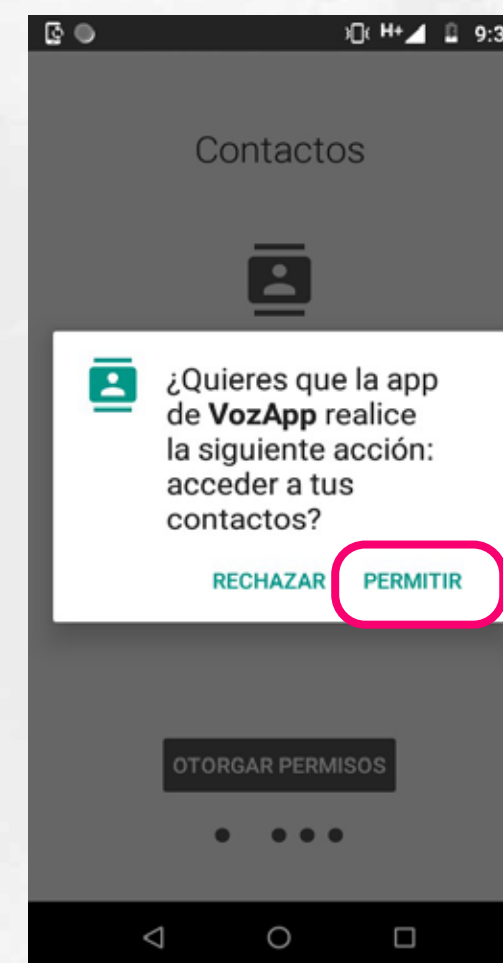 H+ 9:3
Contactos
¿Quieres que la app
de VozApp realice
la siguiente acción:
acceder a tus
contactos?
RECHAZAR PERMITIR
OTORGAR PERMISOS